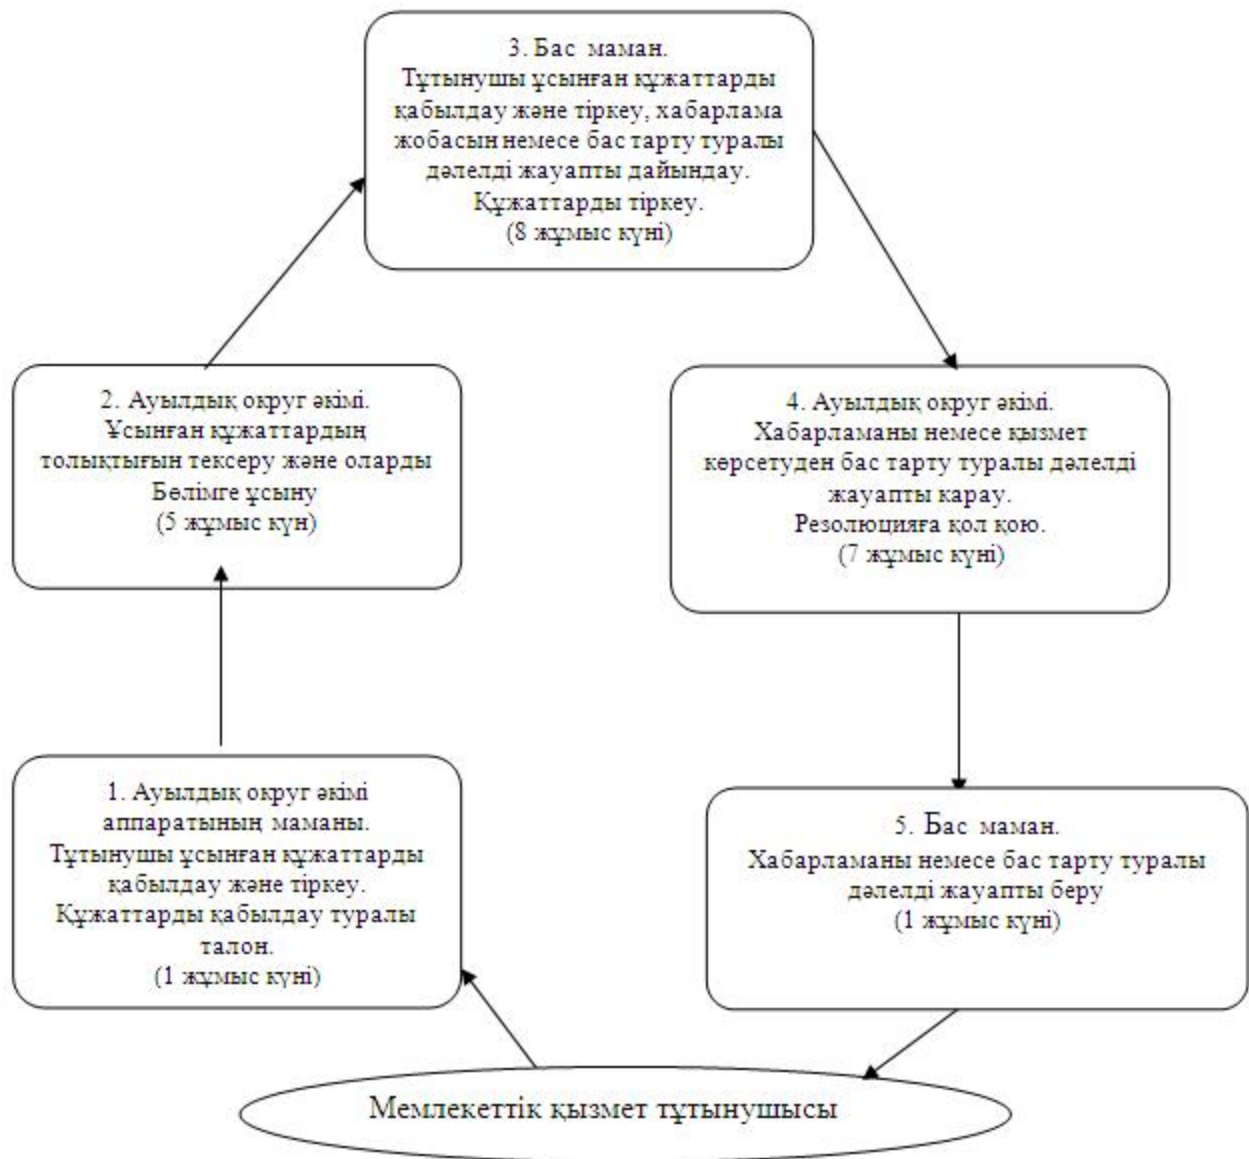 3. Бас маман.
Тұтынушы ұсынған құжаттарды
қабылдау және тіркеу, хабарлама
жобасын немесе бас тарту туралы
дәлелді жауапты дайындау.
Құжаттарды тіркеу.
(8 жұмыс күні)
2. Ауылдық округ әкімі.
Ұсынған құжаттардың
толықтығын тексеру және оларды
Бөлімге ұсыну
(5 жұмыс күн)
4. Ауылдық округ әкімі.
Хабарламаны немесе қызмет
көрсетуден бас тарту туралы дәлелді
жауапты карау.
Резолюцияға қол қою.
(7 жұмыс күні)
1. Ауылдық округ әкімі
аппаратының маманы.
Тұтынушы ұсынған құжаттарды
қабылдау және тіркеу.
Құжаттарды қабылдау туралы
талон.
(1 жұмыс күні)
5. Бас маман.
Хабарламаны немесе бас тарту туралы
дәлелді жауапты беру
(1 жұмыс күні)
Мемлекеттік қызмет тұтынушысы